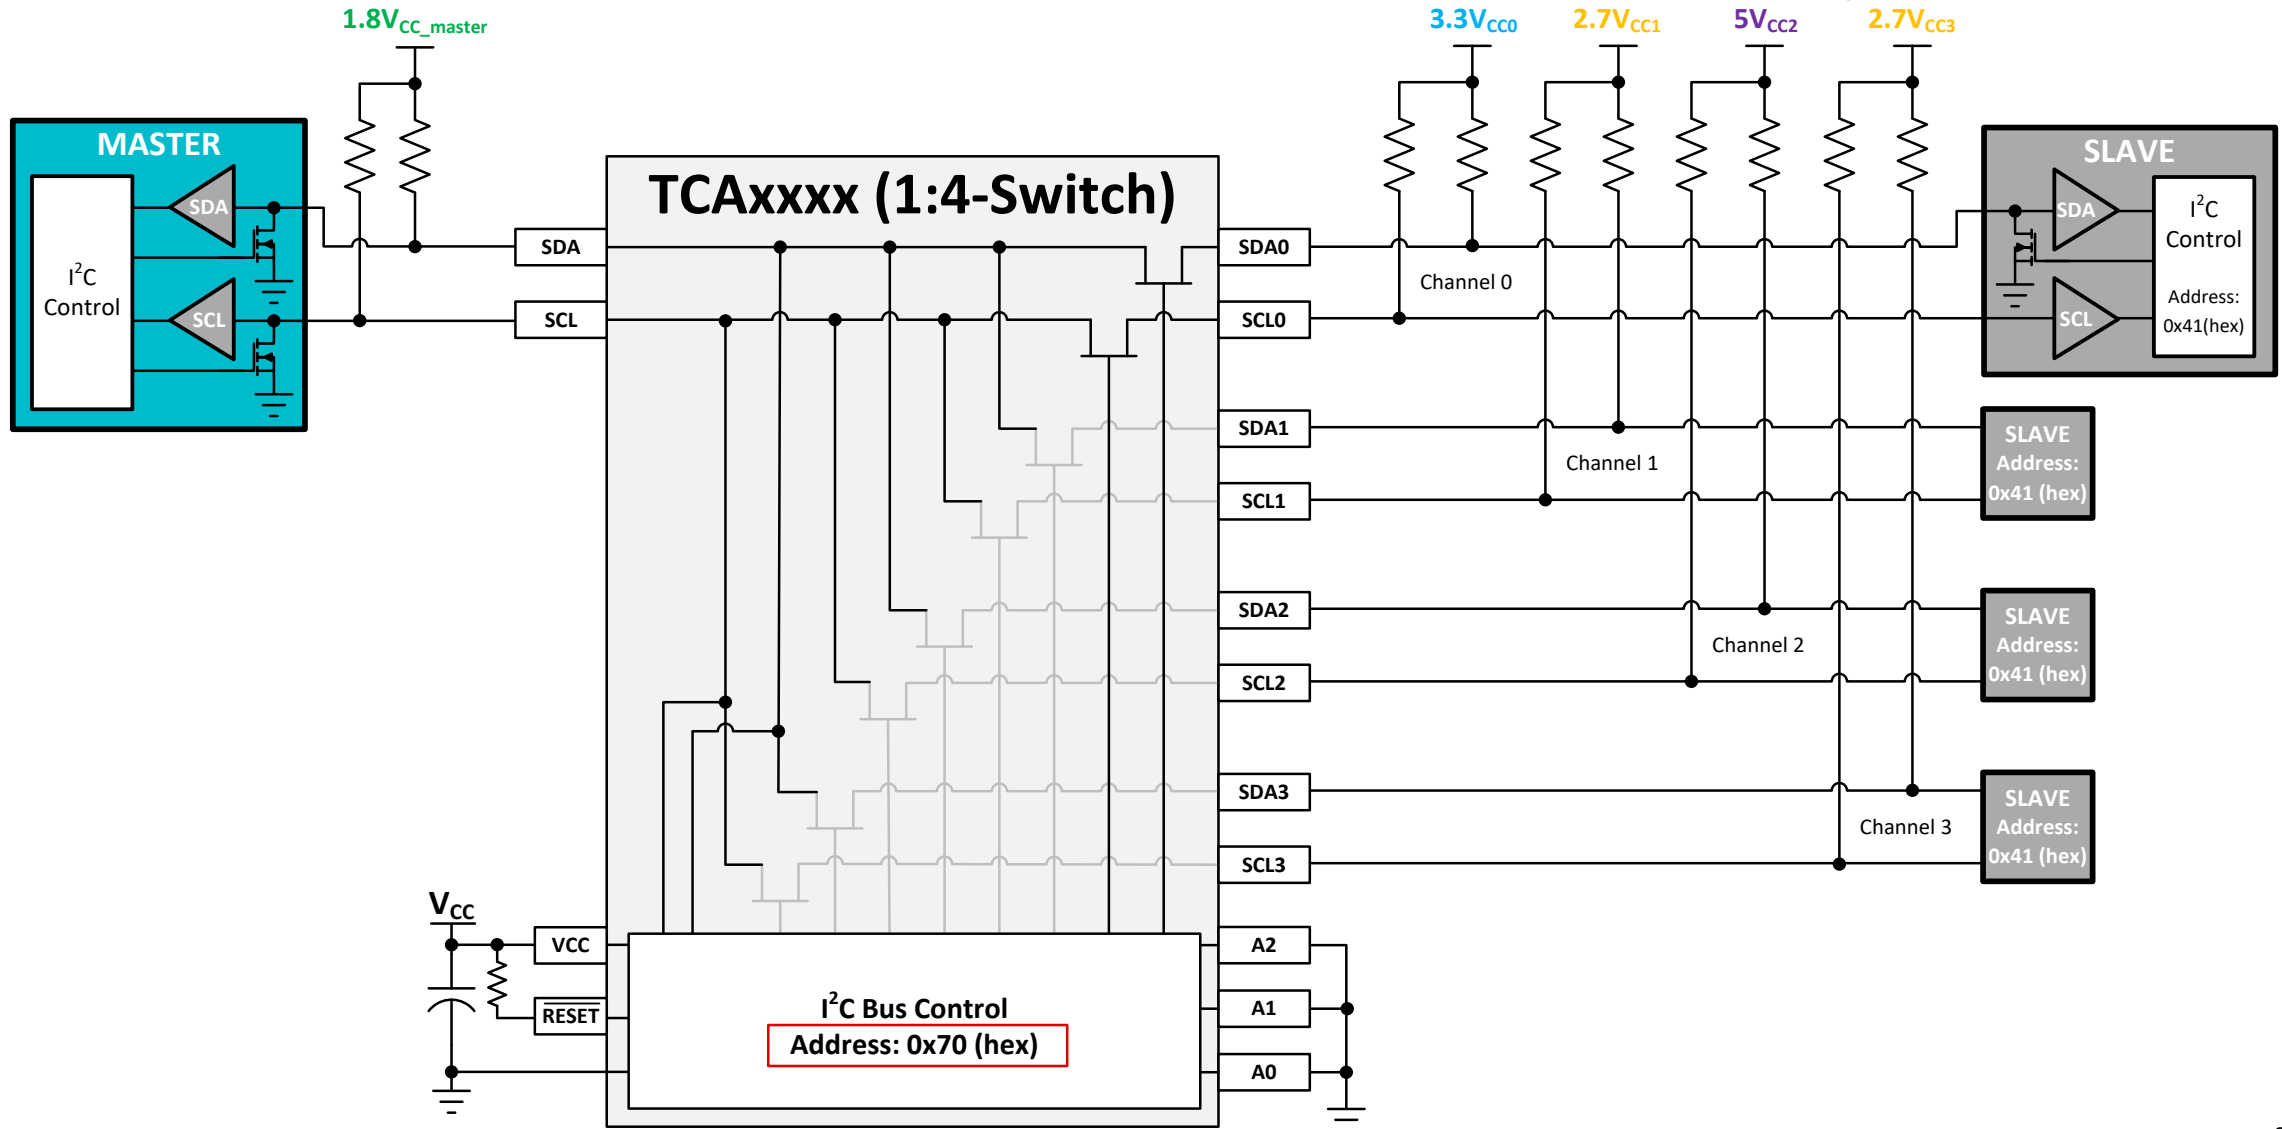 1.8VCC_master
3.3VCC0
2.7VCC1
5VCC2
2.7VCC3
MASTER
I2C
Control
SDA
SCL
TCAxxxx (1:4-Switch)
SDA
SCL
SDA0
SCL0
SDA1
SCL1
SDA2
SCL2
SDA3
SCL3
Channel 0
Channel 1
Channel 2
Channel 3
SLAVE
SDA
SCL
I2C
Control
Address:
0x41(hex)
SLAVE
Address:
0x41 (hex)
SLAVE
Address:
0x41 (hex)
SLAVE
Address:
0x41 (hex)
VCC
VCC
RESET
I2C Bus Control
Address: 0x70 (hex)
A2
A1
A0